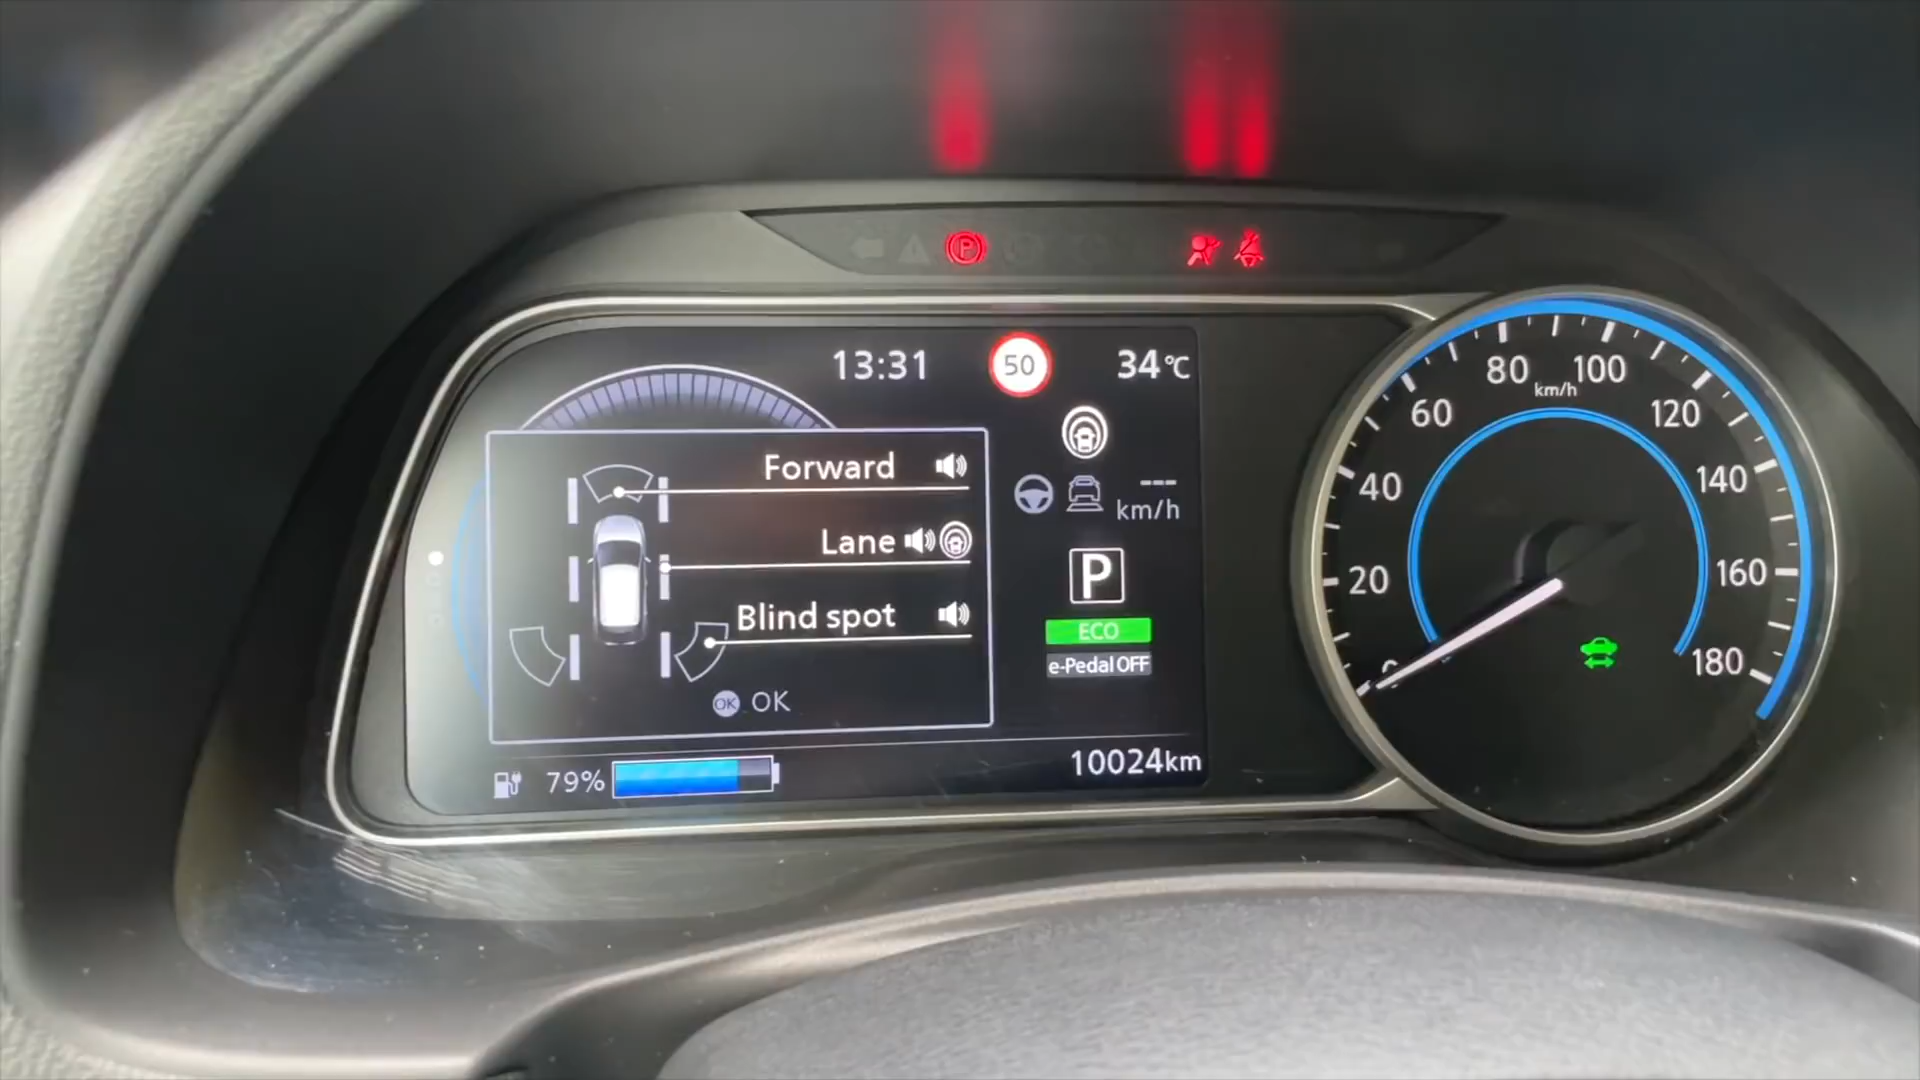 13:31 50 34°C
Forward
Lane
Blind spot
OK OK
--- km/h
P
ECO
e-Pedal OFF
79%
10024km
0 20 40 60 80 100 120 140 160 180
km/h
P